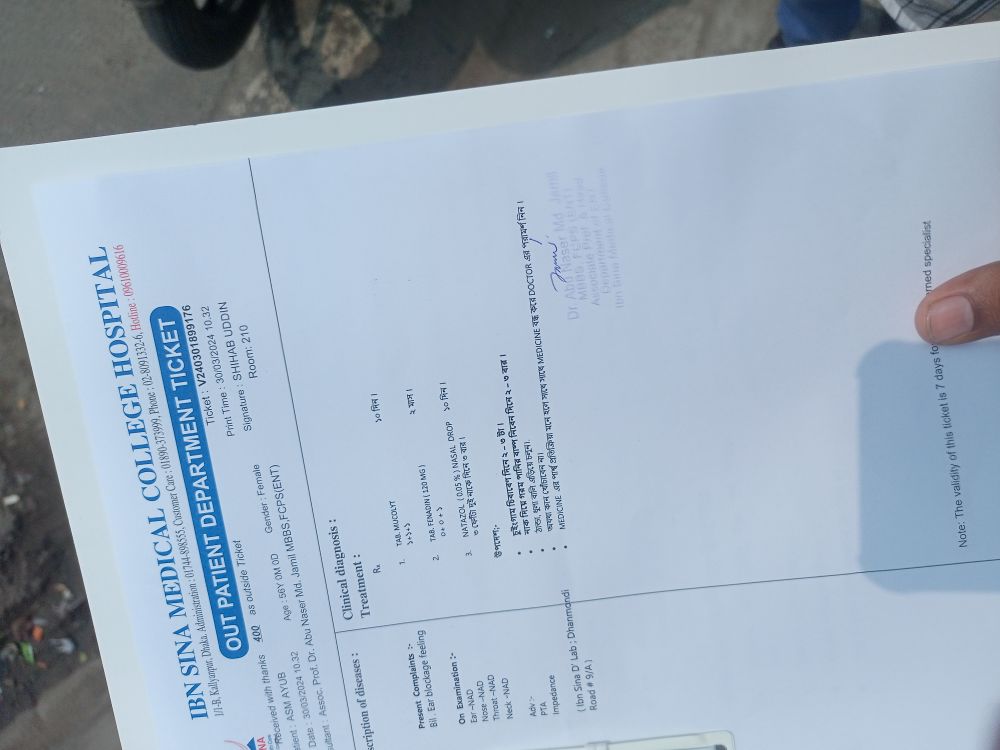 IBN SINA MEDICAL COLLEGE HOSPITAL
1/1-B, Kallyanpur, Dhaka. Administration : 01744-898555, Customer Care : 01890-373999, Phone : 02-8091332-6, Hotline : 09610009616
OUT PATIENT DEPARTMENT TICKET
Received with thanks 400 as outside Ticket
Ticket : V240301899176
tient : ASM AYUB
Age : 56Y 0M 0D
Gender : Female
Print Time : 30/03/2024 10.32
Date : 30/03/2024 10.32
Signature : SHIHAB UDDIN
sultant : Assoc. Prof. Dr. Abu Naser Md. Jamil MBBS,FCPS(ENT)
Room: 210
NA
scription of diseases :
Present Complaints :-
Bil . Ear blockage feeling
On Examination :-
Ear –NAD
Nose –NAD
Throat –NAD
Neck -NAD
Adv :-
PTA
Impedance
( Ibn Sina D' Lab ; Dhanmondi
Road # 9/A )
Clinical diagnosis :
Treatment :
Rx
1. TAB. MUCOLYT ১০ দিন।
১+১+১
2. TAB. FENADIN ( 120 MG ) ২ মাস।
০+ ০ + ১
3. NATAZOL ( 0.05 % ) NASAL DROP ১০ দিন।
৩ ফোঁটা দুই নাকে দিনে ৩ বার।
উপদেশ;-
• চুইংগাম চিবাবেন দিনে ২ – ৩ টা।
• নাক দিয়ে গরম পানির বাষ্প নিবেন দিনে ২ – ৩ বার।
• ঠান্ডা, ধুলা বালি এড়িয়ে চলুন।
• অযথা কান খোঁচাবেন না।
• MEDICINE এর পার্শ্ব প্রতিক্রিয়া মনে হলে সাথে সাথে MEDICINE বন্ধ করে DOCTOR এর পরামর্শ নিন।
Dr. Abu Naser Md. Jamil
MBBS, FCPS (ENT)
Associate Prof. & Head
Department of ENT
Ibn Sina Medical College
Note: The validity of this ticket is 7 days fo rned specialist